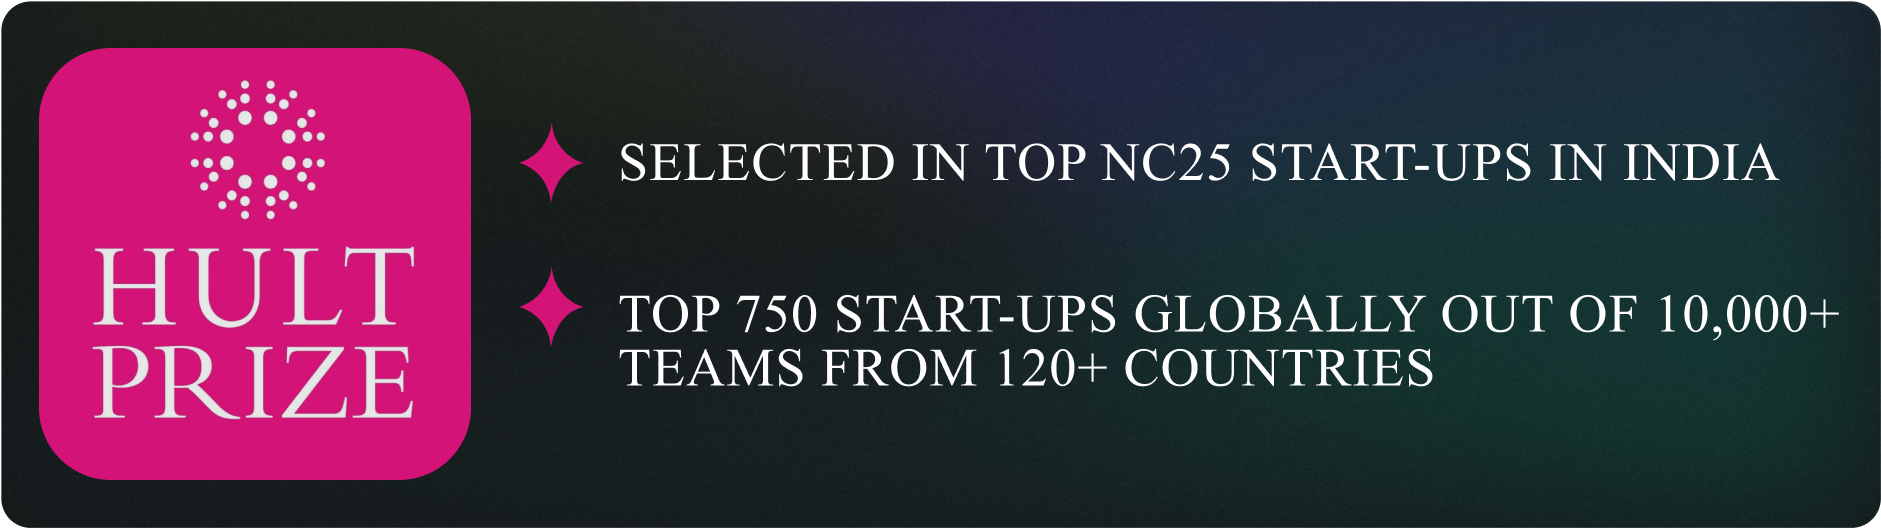 HULT
PRIZE
SELECTED IN TOP NC25 START-UPS IN INDIA
TOP 750 START-UPS GLOBALLY OUT OF 10,000+
TEAMS FROM 120+ COUNTRIES